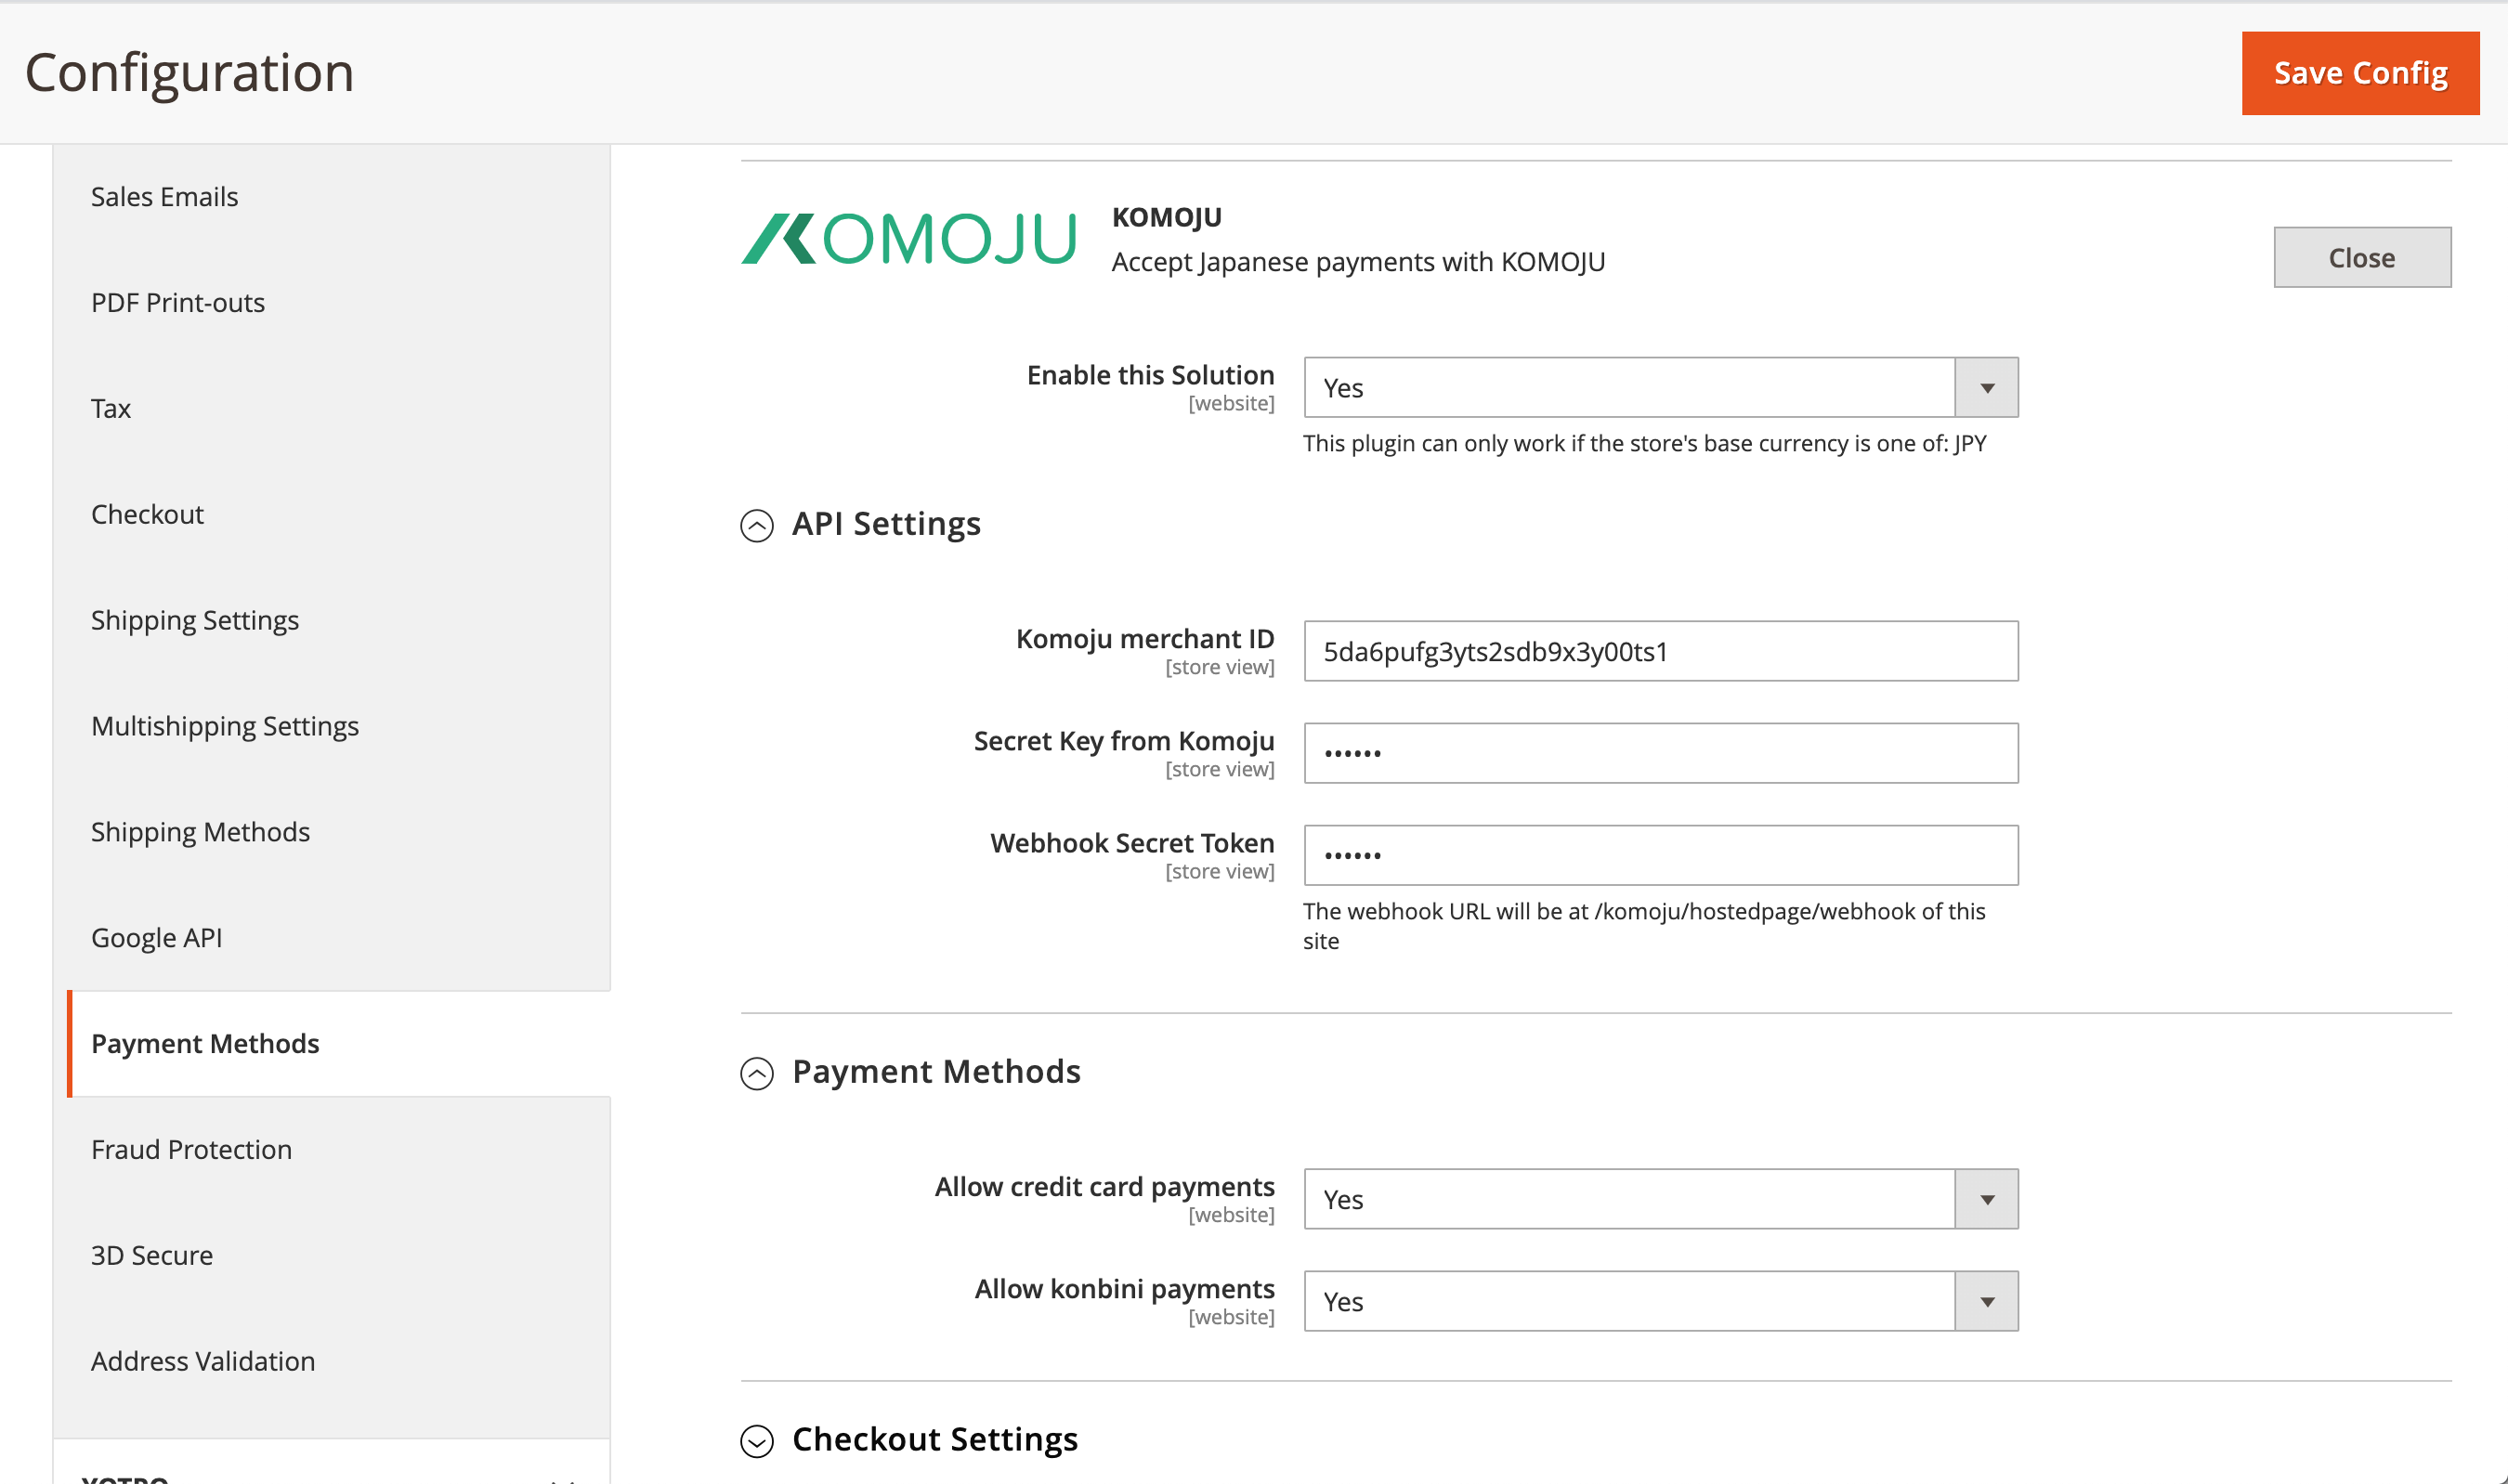 Configuration
Save Config
Sales Emails
PDF Print-outs
Tax
Checkout
Shipping Settings
Multishipping Settings
Shipping Methods
Google API
Payment Methods
Fraud Protection
3D Secure
Address Validation
KOMOJU
KOMOJU
Accept Japanese payments with KOMOJU
Close
Enable this Solution
[website]
Yes
This plugin can only work if the store's base currency is one of: JPY
API Settings
Komoju merchant ID
[store view]
5da6pufg3yts2sdb9x3y00ts1
Secret Key from Komoju
[store view]
••••••
Webhook Secret Token
[store view]
••••••
The webhook URL will be at /komoju/hostedpage/webhook of this
site
Payment Methods
Allow credit card payments
[website]
Yes
Allow konbini payments
[website]
Yes
Checkout Settings